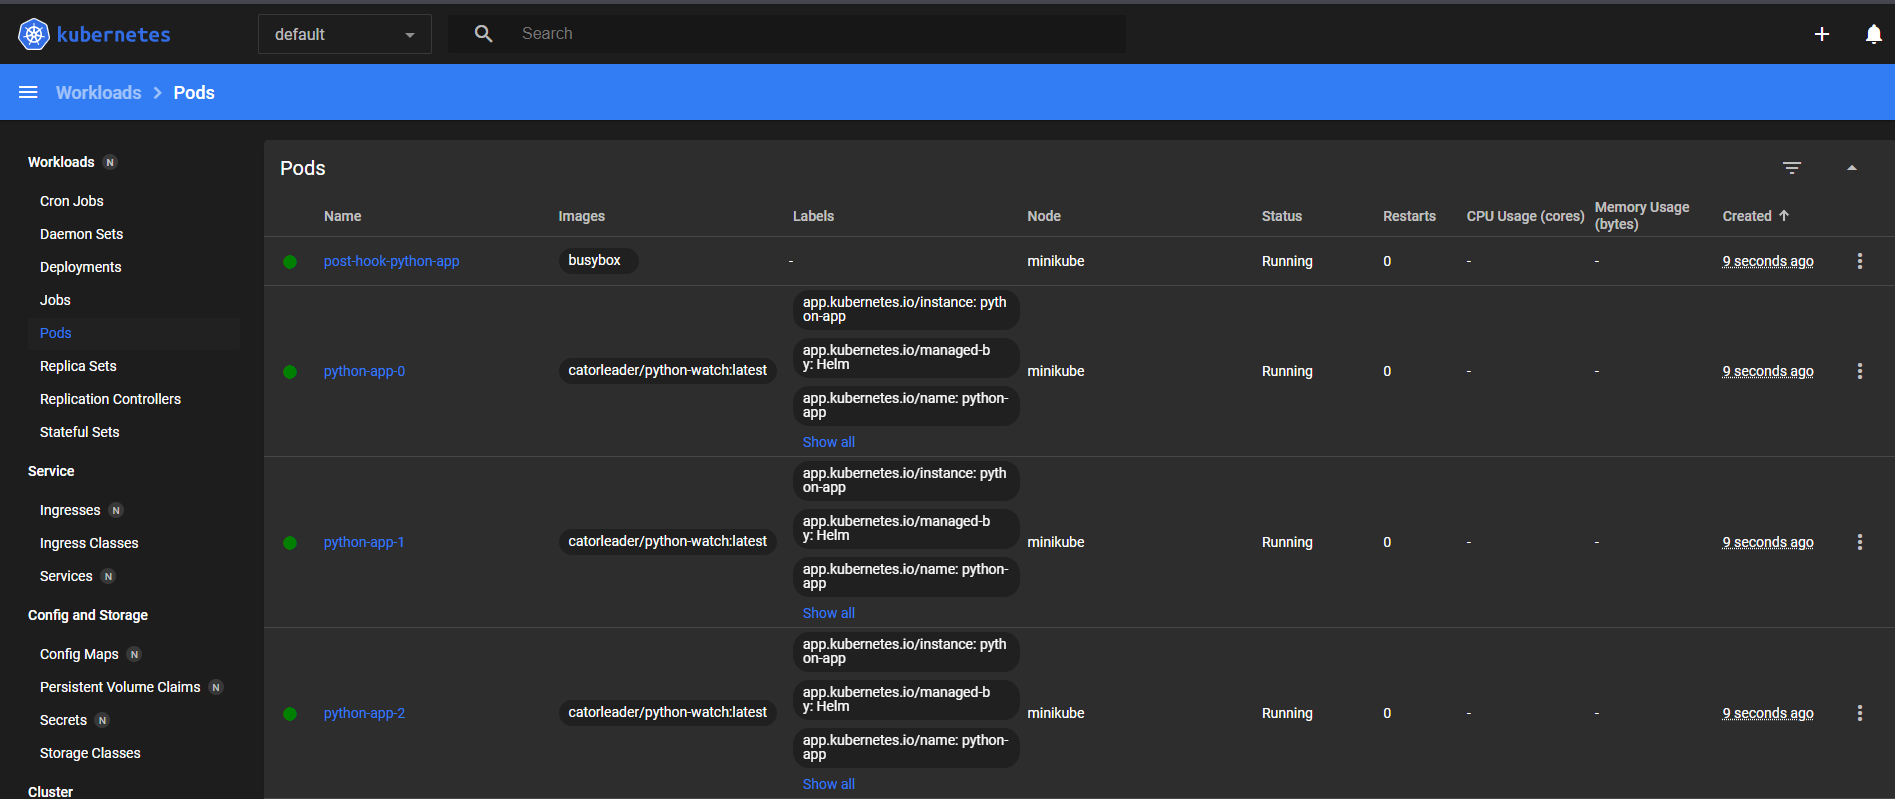 kubernetes
default
Search
Workloads
Pods
Workloads N
Cron Jobs
Daemon Sets
Deployments
Jobs
Pods
Replica Sets
Replication Controllers
Stateful Sets
Service
Ingresses N
Ingress Classes
Services N
Config and Storage
Config Maps N
Persistent Volume Claims N
Secrets N
Storage Classes
Cluster
Pods
Name Images Labels Node Status Restarts CPU Usage (cores) Memory Usage
(bytes) Created
post-hook-python-app busybox - minikube Running 0 - - 9 seconds ago
app.kubernetes.io/instance: pyth
on-app
app.kubernetes.io/managed-b
y: Helm
python-app-0 catorleader/python-watch:latest minikube Running 0 - - 9 seconds ago
app.kubernetes.io/name: python-
app
Show all
app.kubernetes.io/instance: pyth
on-app
app.kubernetes.io/managed-b
y: Helm
python-app-1 catorleader/python-watch:latest minikube Running 0 - - 9 seconds ago
app.kubernetes.io/name: python-
app
Show all
app.kubernetes.io/instance: pyth
on-app
app.kubernetes.io/managed-b
y: Helm
python-app-2 catorleader/python-watch:latest minikube Running 0 - - 9 seconds ago
app.kubernetes.io/name: python-
app
Show all